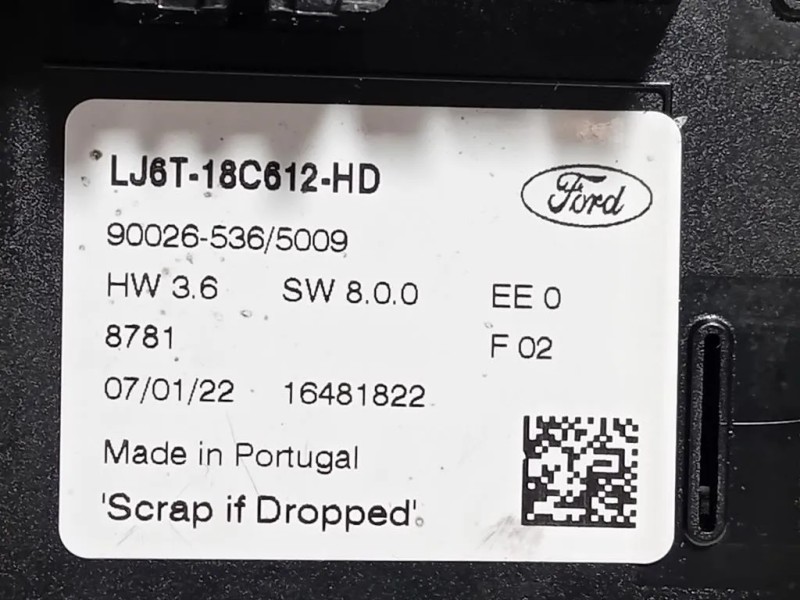 LJ6T-18C612-HD
Ford
90026-536/5009
HW 3.6 SW 8.0.0 EE 0
8781 F 02
07/01/22 16481822
Made in Portugal
'Scrap if Dropped'